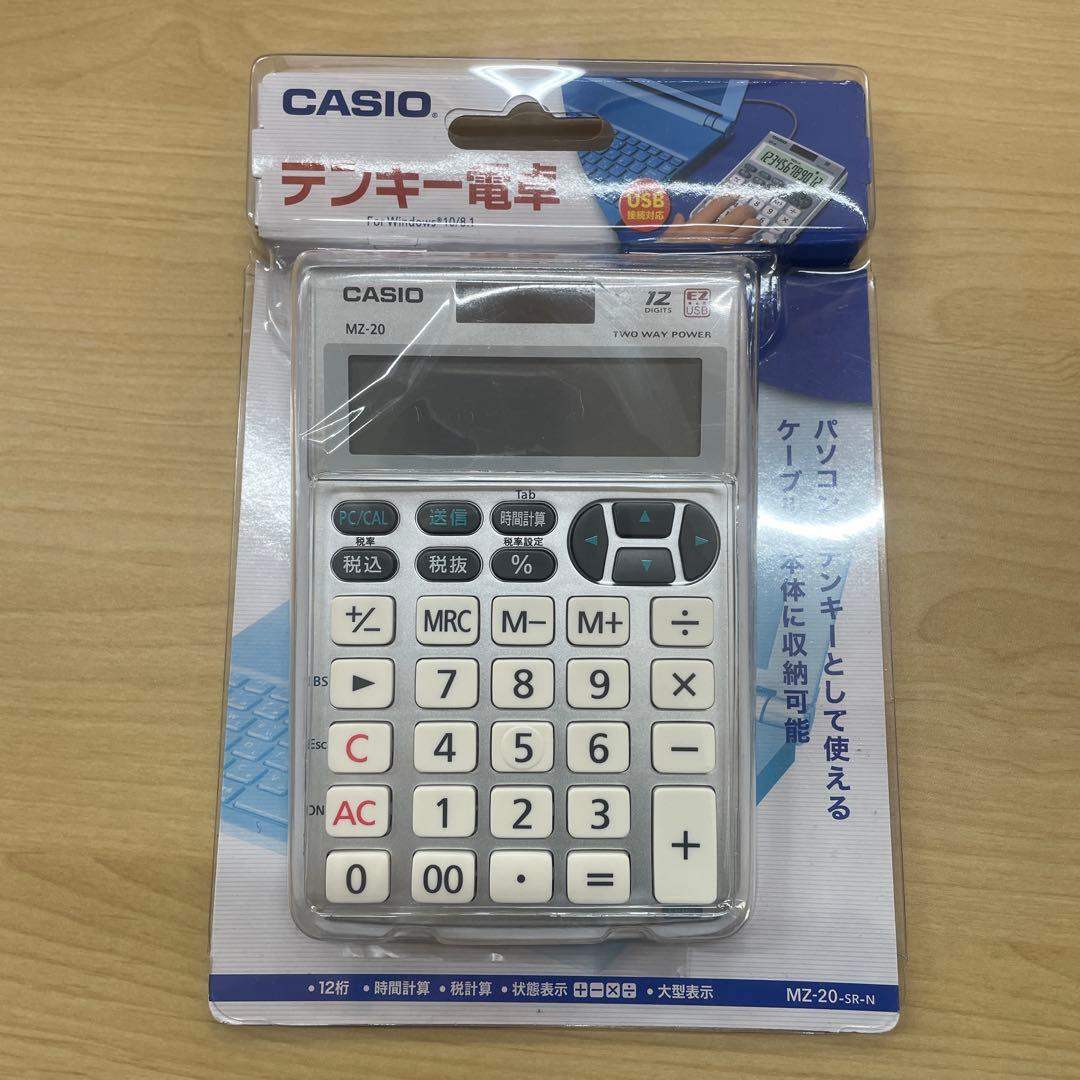 CASIO®
テンキー電卓
For Windows®10/8.1
USB
接続対応
CASIO
MZ-20
12
DIGITS
EZ
USB
TWO WAY POWER
パソコン テンキーとして使える
ケーブ 本体に収納可能
Tab
PC/CAL 送信 時間計算 ▲
税率 税率設定 ◀ ▶
税込 税抜 % ▼
+/− MRC M− M+ ÷
BS ▶ 7 8 9 ×
Esc C 4 5 6 −
ON AC 1 2 3 +
0 00 · =
・12桁 ・時間計算 ・税計算 ・状態表示 + − × ÷ ・大型表示
MZ-20-SR-N